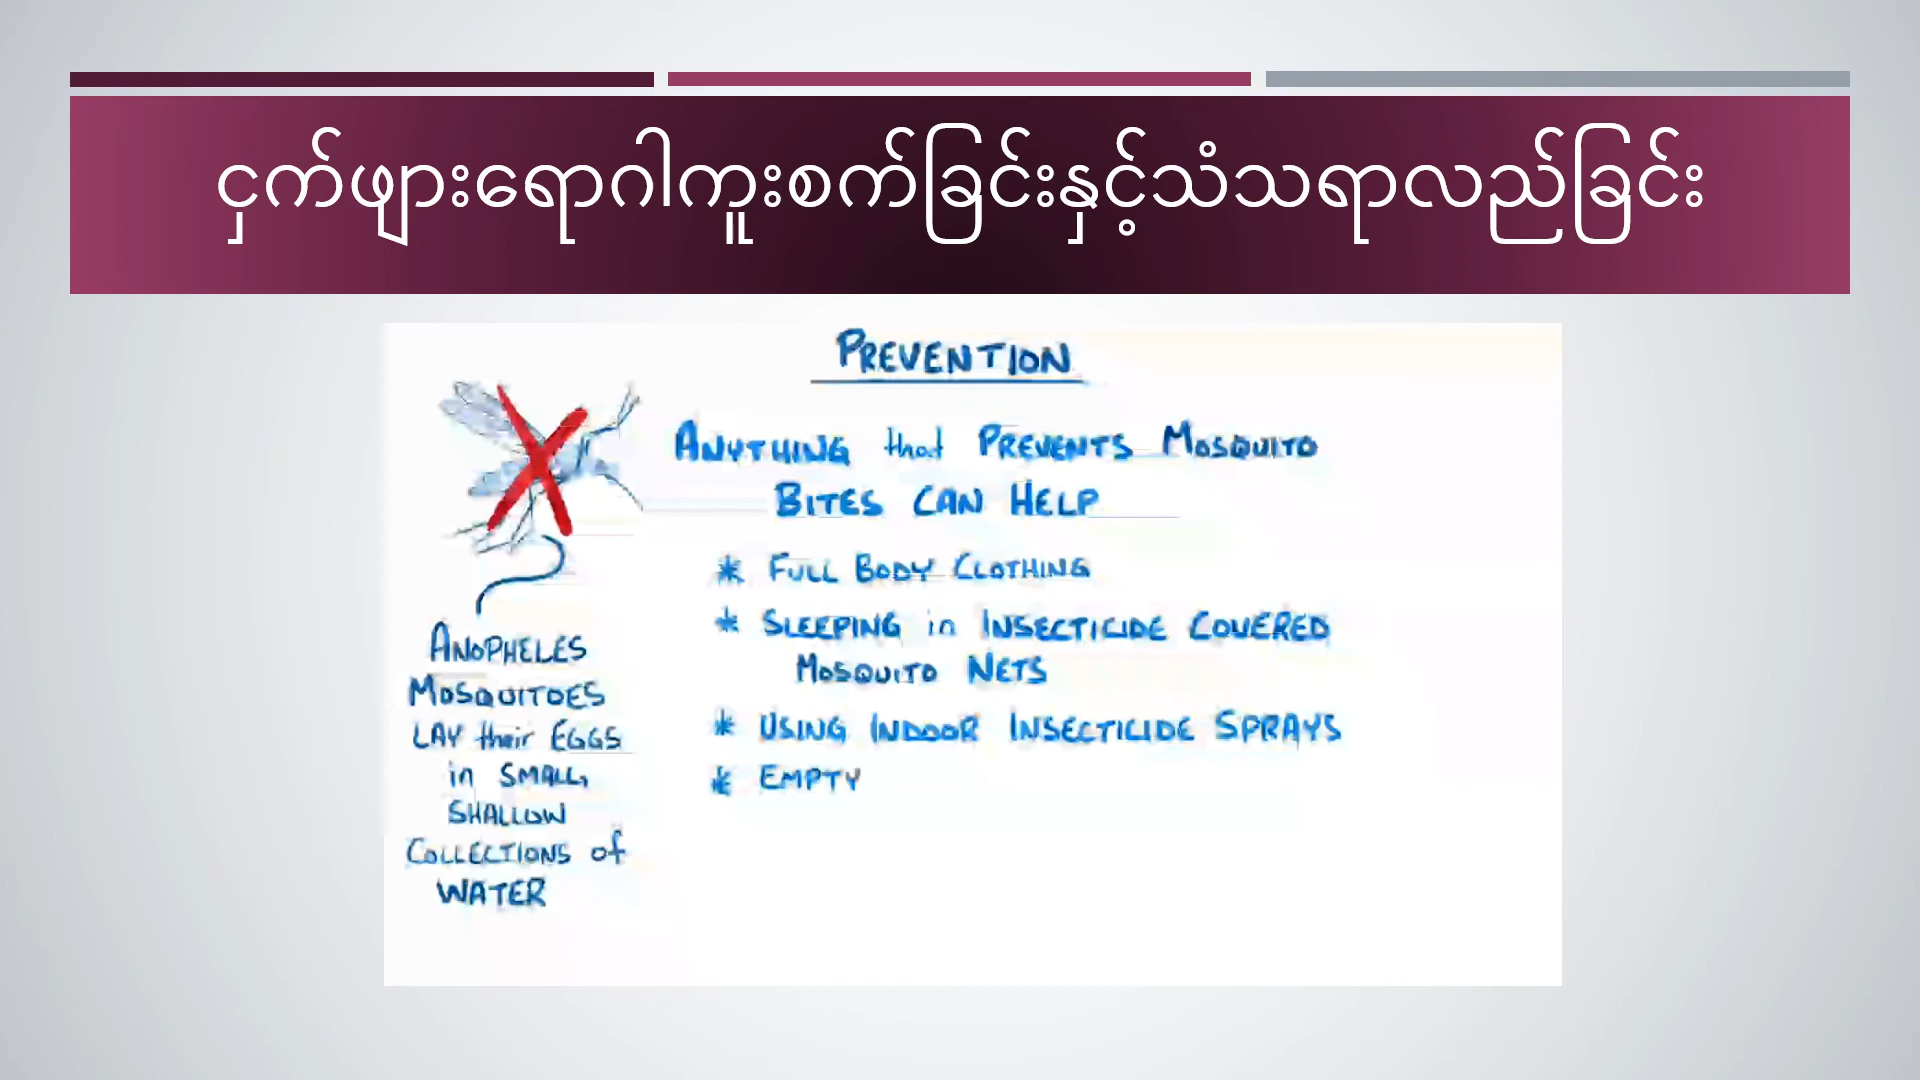 ငှက်ဖျားရောဂါကူးစက်ခြင်းနှင့်သံသရာလည်ခြင်း
PREVENTION
ANYTHING that PREVENTS MOSQUITO
BITES CAN HELP
* FULL BODY CLOTHING
* SLEEPING in INSECTICIDE COVERED
MOSQUITO NETS
* USING INDOOR INSECTICIDE SPRAYS
* EMPTY
ANOPHELES
MOSQUITOES
LAY their EGGS
in SMALL,
SHALLOW
COLLECTIONS of
WATER